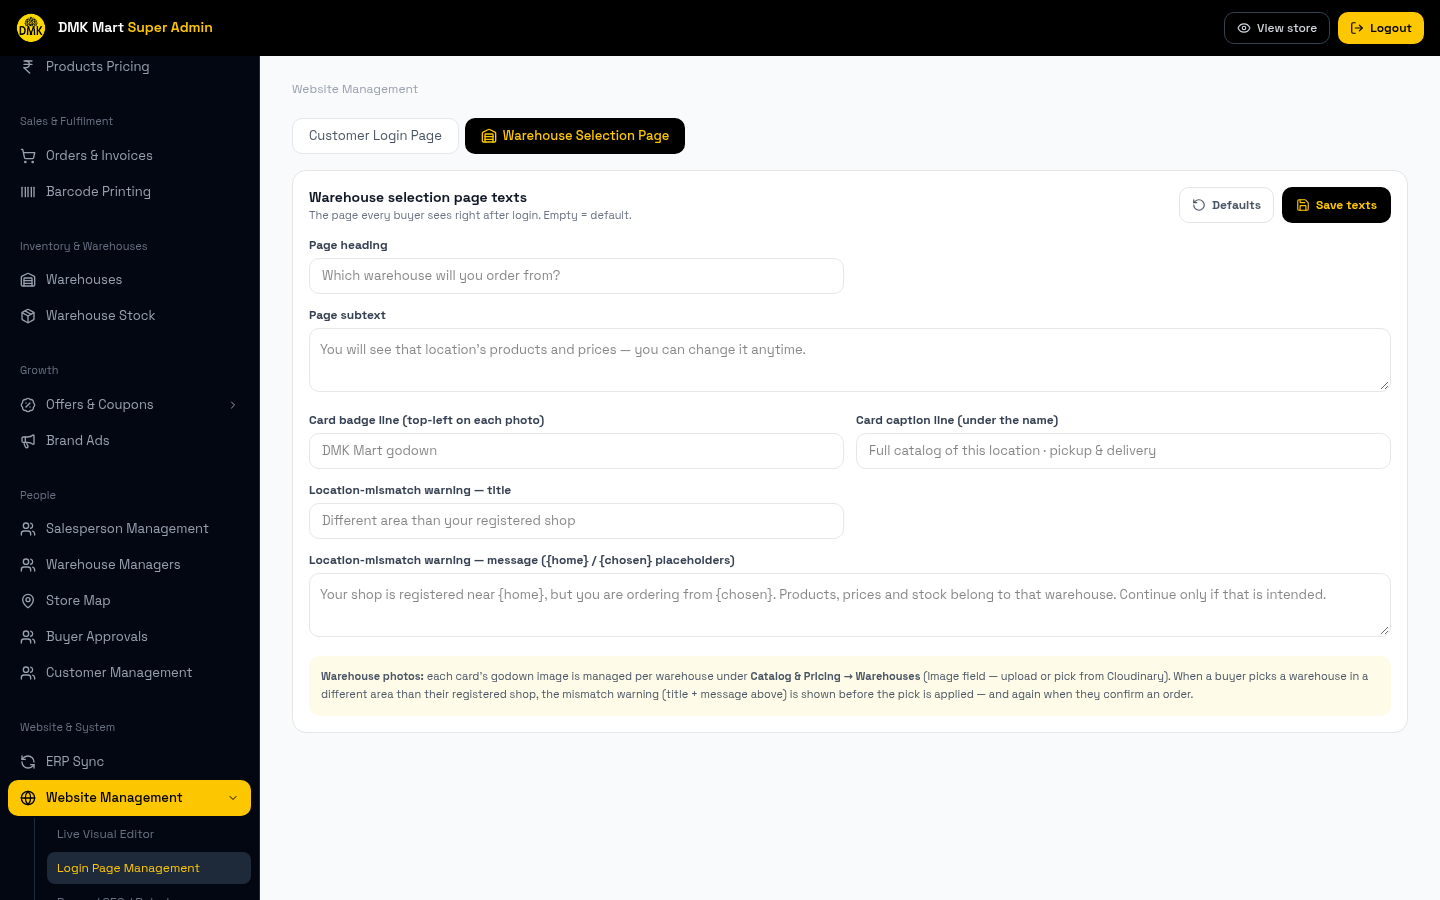 DMK
DMK Mart Super Admin
View store
Logout
Products Pricing
Sales & Fulfilment
Orders & Invoices
Barcode Printing
Inventory & Warehouses
Warehouses
Warehouse Stock
Growth
Offers & Coupons
Brand Ads
People
Salesperson Management
Warehouse Managers
Store Map
Buyer Approvals
Customer Management
Website & System
ERP Sync
Website Management
Live Visual Editor
Login Page Management
Website Management
Customer Login Page
Warehouse Selection Page
Warehouse selection page texts
The page every buyer sees right after login. Empty = default.
Defaults
Save texts
Page heading
Which warehouse will you order from?
Page subtext
You will see that location's products and prices — you can change it anytime.
Card badge line (top-left on each photo)
DMK Mart godown
Card caption line (under the name)
Full catalog of this location · pickup & delivery
Location-mismatch warning — title
Different area than your registered shop
Location-mismatch warning — message ({home} / {chosen} placeholders)
Your shop is registered near {home}, but you are ordering from {chosen}. Products, prices and stock belong to that warehouse. Continue only if that is intended.
Warehouse photos: each card's godown image is managed per warehouse under Catalog & Pricing → Warehouses (Image field — upload or pick from Cloudinary). When a buyer picks a warehouse in a
different area than their registered shop, the mismatch warning (title + message above) is shown before the pick is applied — and again when they confirm an order.